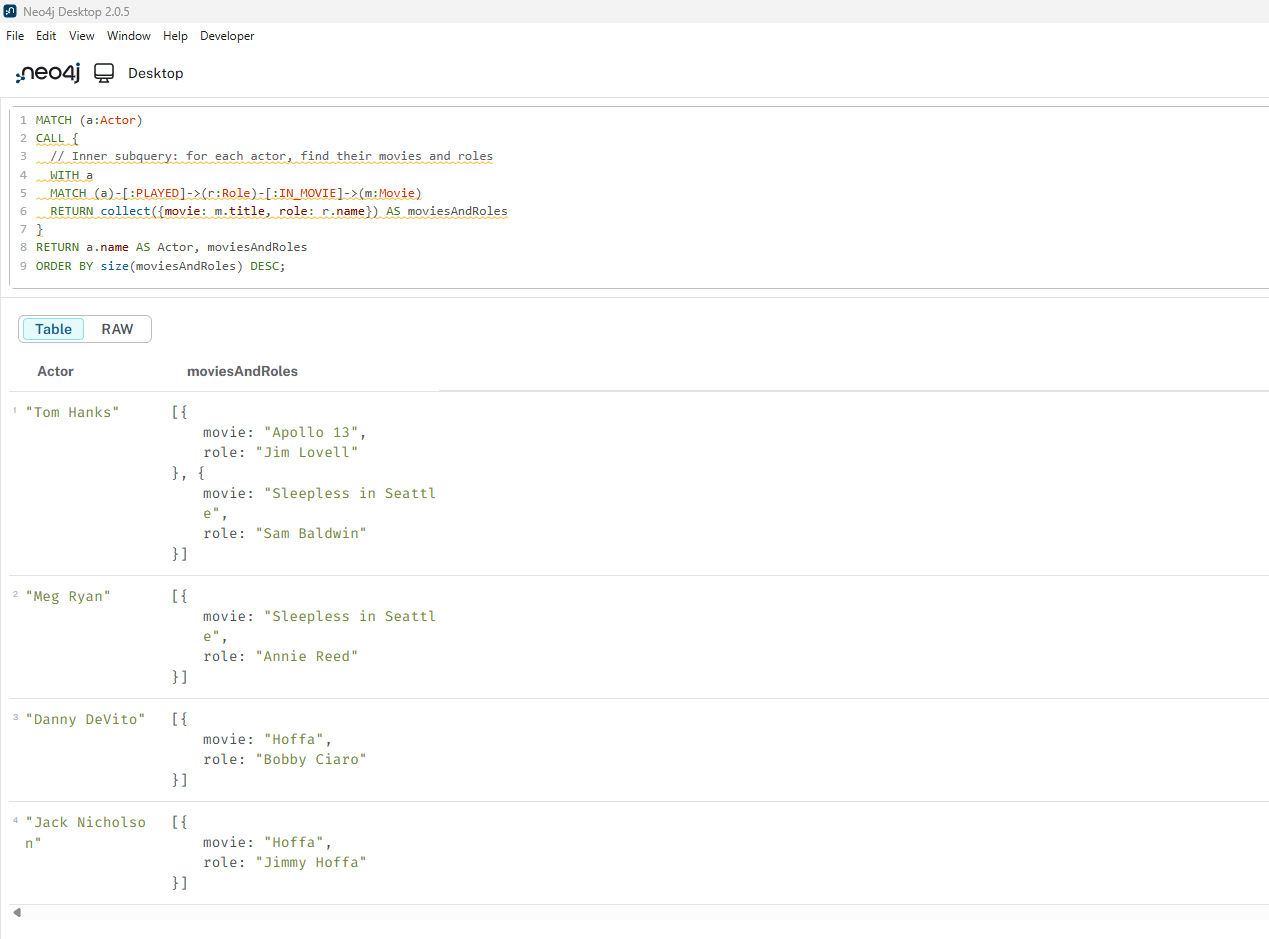 Neo4j Desktop 2.0.5
File Edit View Window Help Developer
neo4j Desktop
1 MATCH (a:Actor)
2 CALL {
3 // Inner subquery: for each actor, find their movies and roles
4 WITH a
5 MATCH (a)-[:PLAYED]->(r:Role)-[:IN_MOVIE]->(m:Movie)
6 RETURN collect({movie: m.title, role: r.name}) AS moviesAndRoles
7 }
8 RETURN a.name AS Actor, moviesAndRoles
9 ORDER BY size(moviesAndRoles) DESC;
Table RAW
Actor moviesAndRoles
1 "Tom Hanks" [{
movie: "Apollo 13",
role: "Jim Lovell"
}, {
movie: "Sleepless in Seattl
e",
role: "Sam Baldwin"
}]
2 "Meg Ryan" [{
movie: "Sleepless in Seattl
e",
role: "Annie Reed"
}]
3 "Danny DeVito" [{
movie: "Hoffa",
role: "Bobby Ciaro"
}]
4 "Jack Nicholso [{
n" movie: "Hoffa",
role: "Jimmy Hoffa"
}]